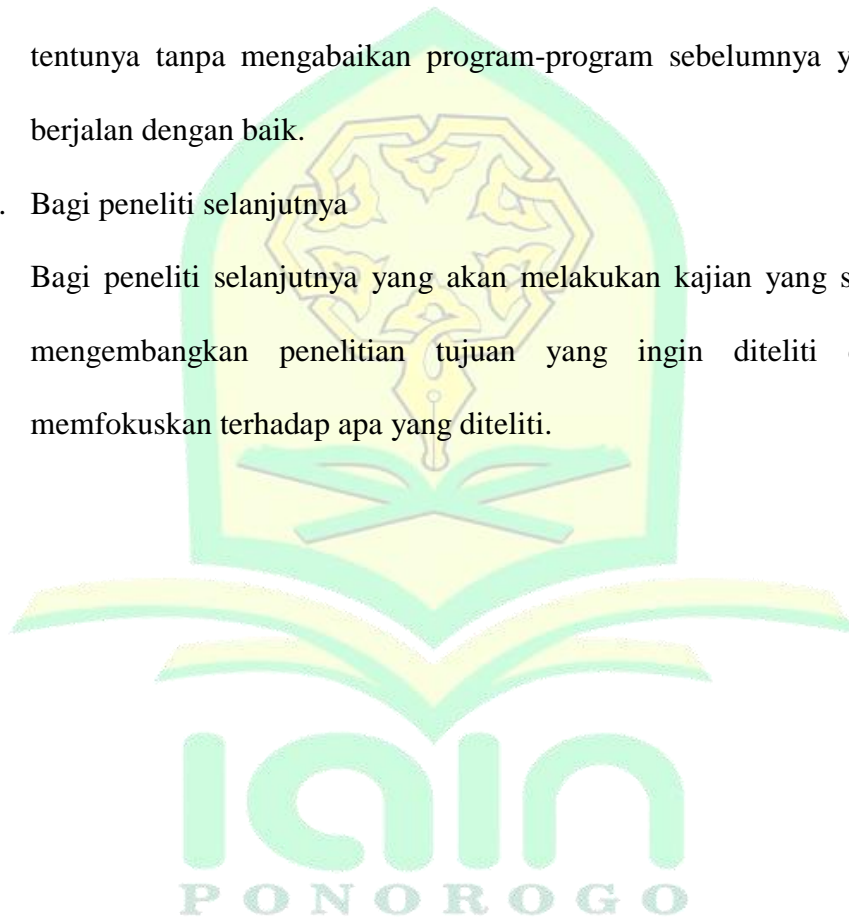 tentunya tanpa mengabaikan program-program sebelumnya y
berjalan dengan baik.
. Bagi peneliti selanjutnya
Bagi peneliti selanjutnya yang akan melakukan kajian yang s
mengembangkan penelitian tujuan yang ingin diteliti
memfokuskan terhadap apa yang diteliti.
iain
PONOROGO